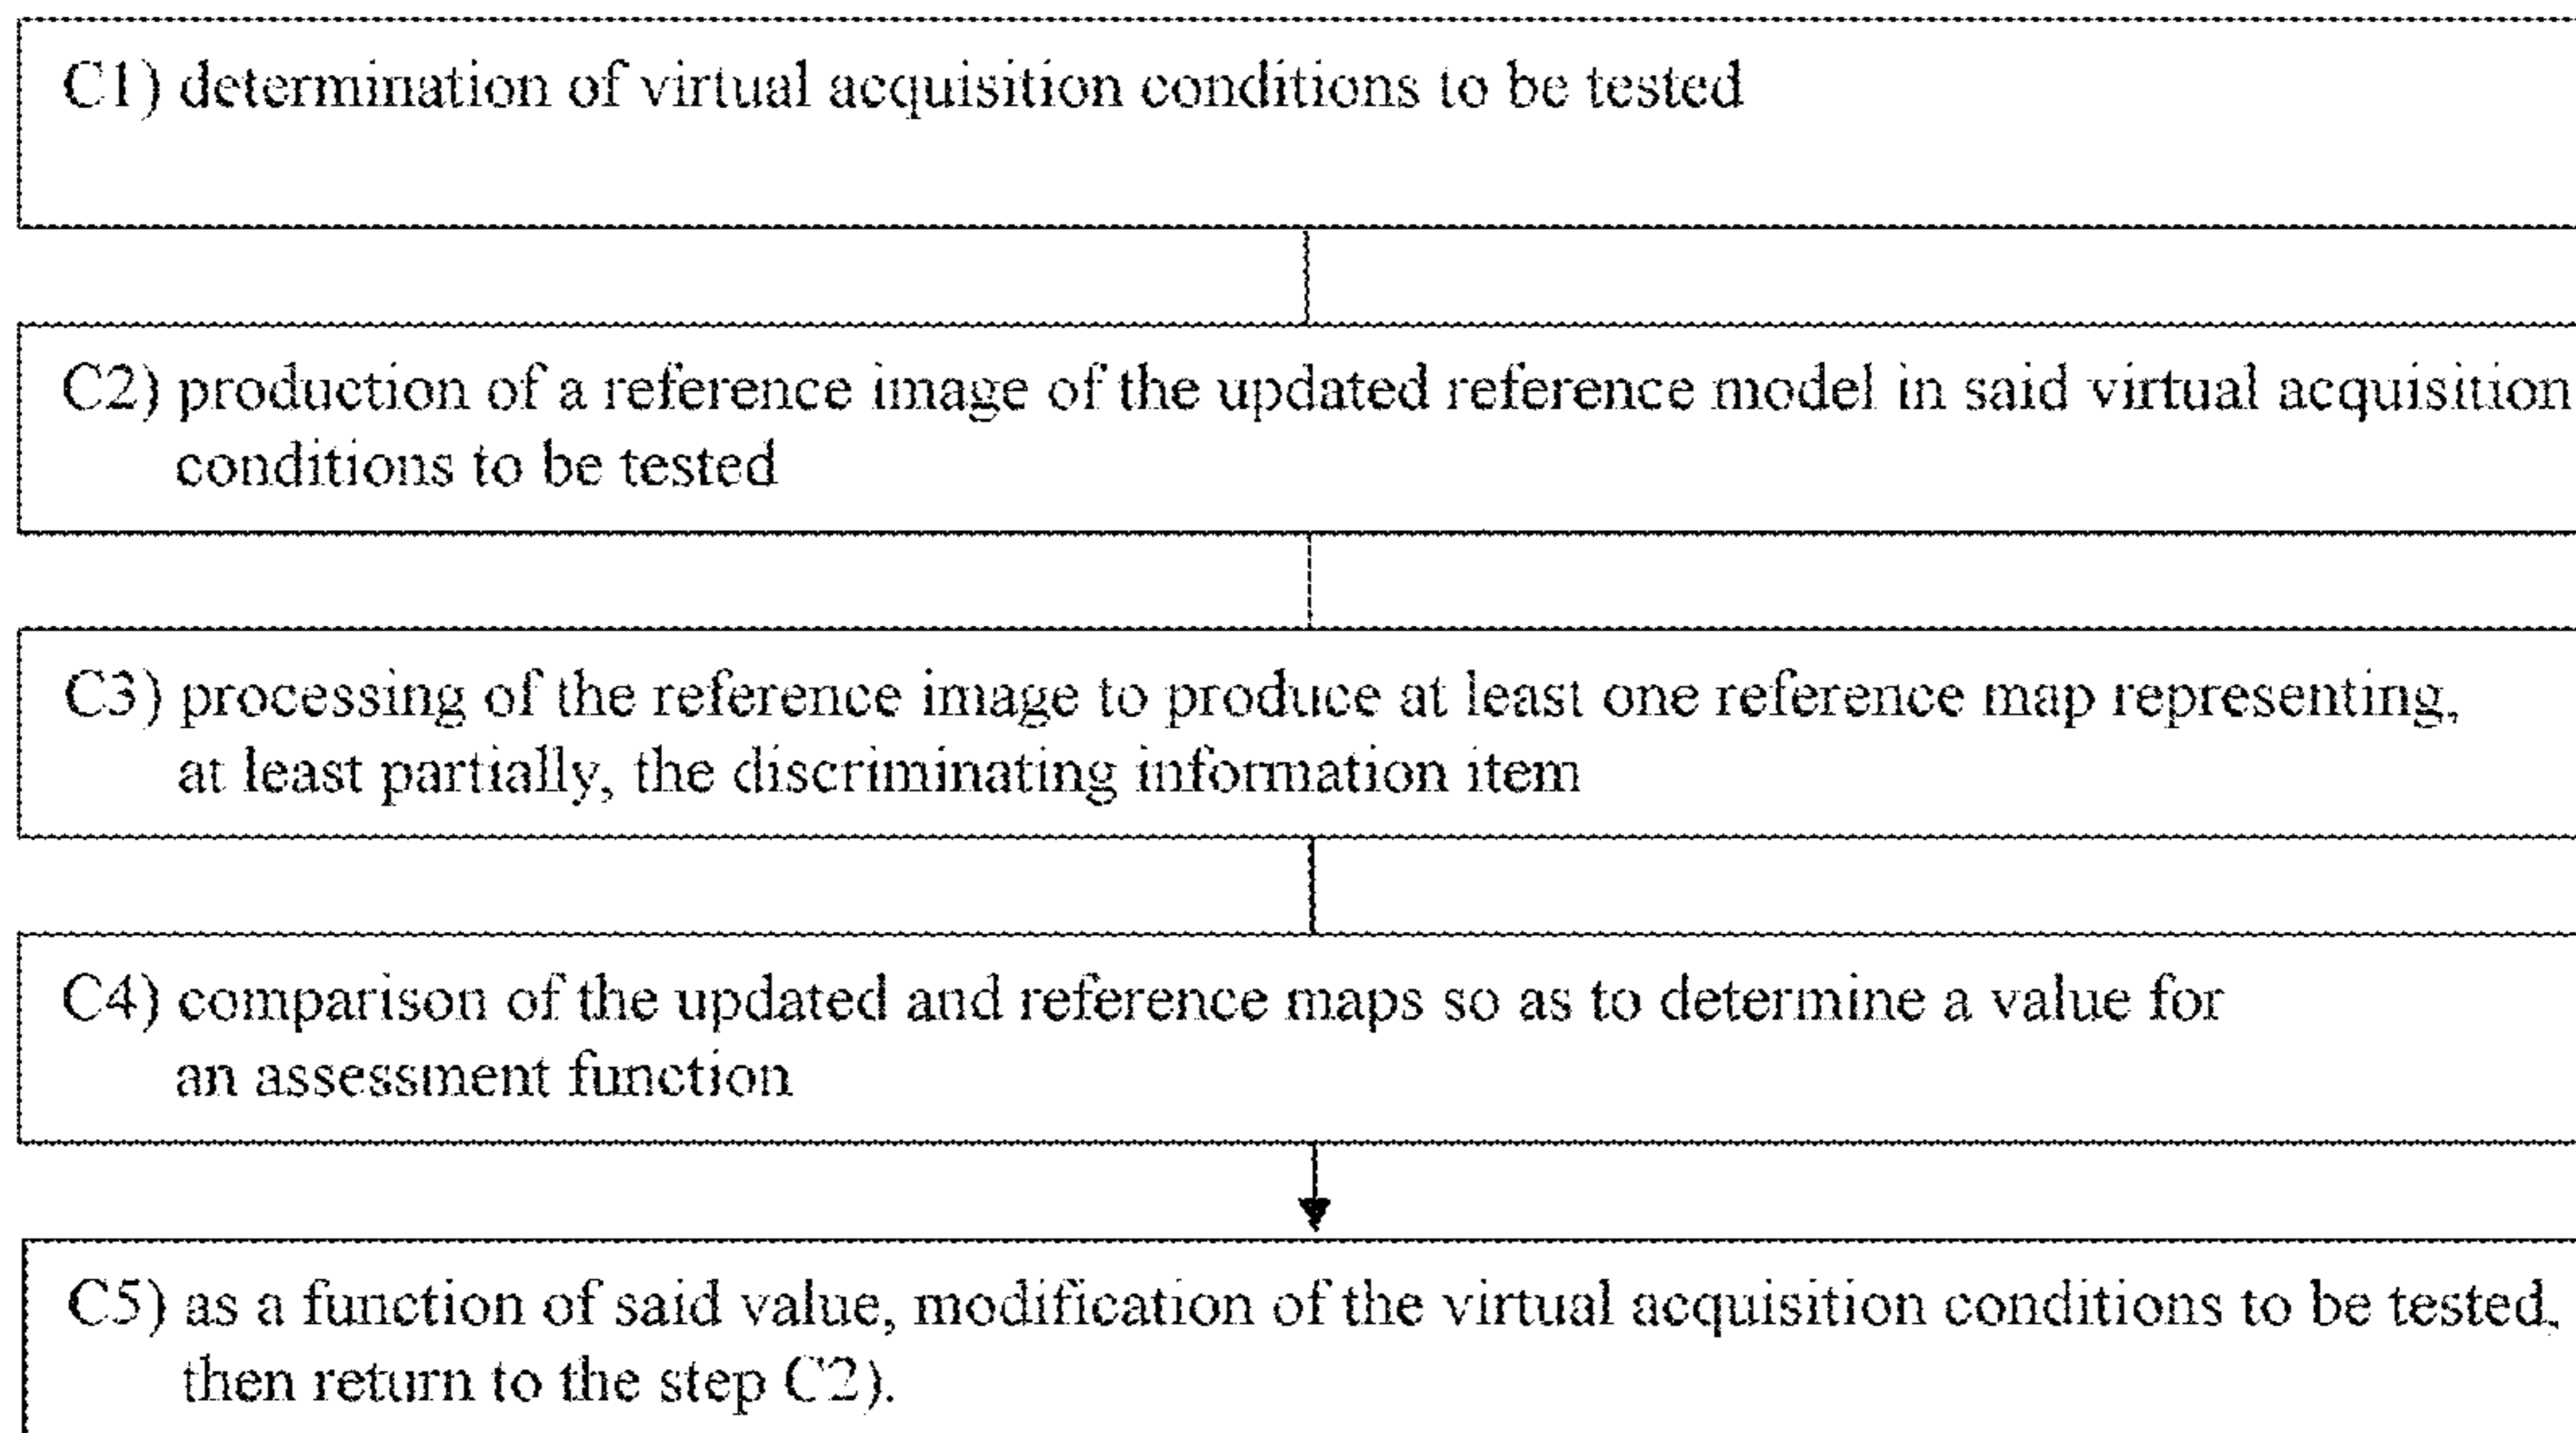 C1) determination of virtual acquisition conditions to be tested
C2) production of a reference image of the updated reference model in said virtual acquisition
conditions to be tested
C3) processing of the reference image to produce at least one reference map representing,
at least partially, the discriminating information item
C4) comparison of the updated and reference maps so as to determine a value for
an assessment function
C5) as a function of said value, modification of the virtual acquisition conditions to be tested,
then return to the step C2).